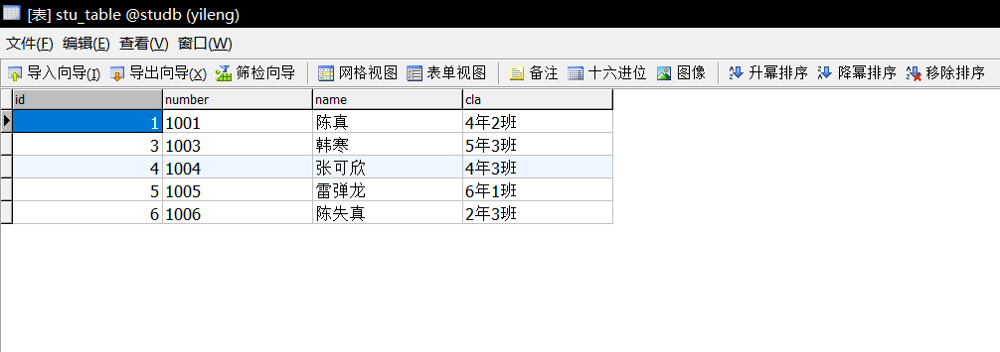 [表] stu_table @studb (yileng)
文件(F) 编辑(E) 查看(V) 窗口(W)
导入向导(I) 导出向导(X) 筛检向导 网格视图 表单视图 备注 十六进位 图像 升幂排序 降幂排序 移除排序
id number name cla
1 1001 陈真 4年2班
3 1003 韩寒 5年3班
4 1004 张可欣 4年3班
5 1005 雷弹龙 6年1班
6 1006 陈失真 2年3班